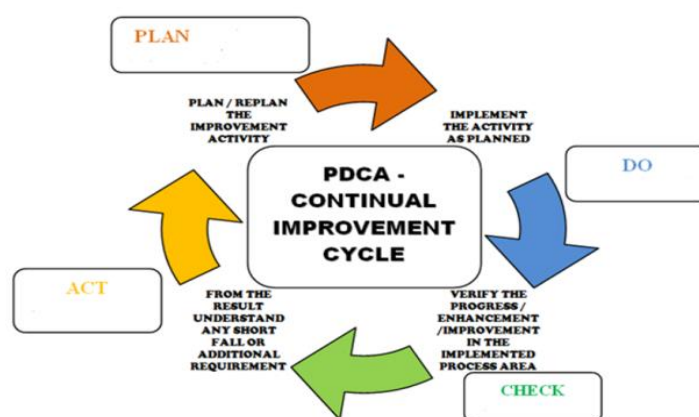 PLAN
PLAN / REPLAN
THE
IMPROVEMENT
ACTIVITY
IMPLEMENT
THE ACTIVITY
AS PLANNED
PDCA -
CONTINUAL
IMPROVEMENT
CYCLE
DO
ACT
FROM THE
RESULT
UNDERSTAND
ANY SHORT
FALL OR
ADDITIONAL
REQUIREMENT
VERIFY THE
PROGRESS /
ENHANCEMENT
/IMPROVEMENT
IN THE
IMPLEMENTED
PROCESS AREA
CHECK